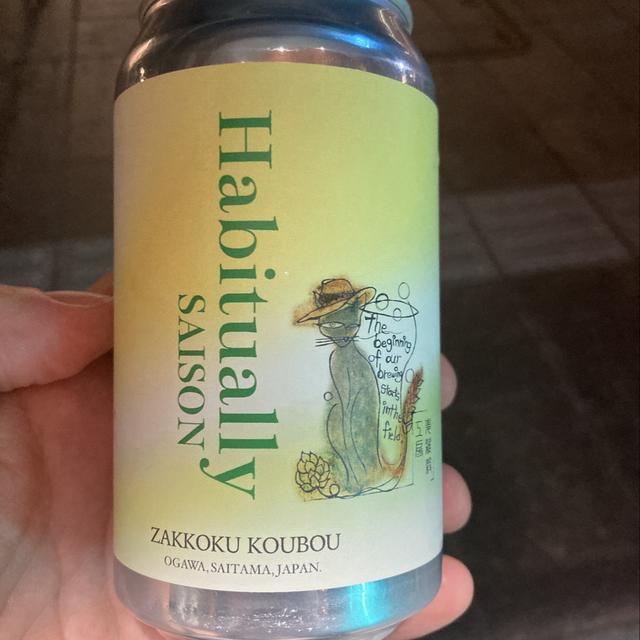 Habitually
SAISON
The
beginning
of our
brewing
starts
in the
field.
ZAKKOKU KOUBOU
OGAWA, SAITAMA, JAPAN.